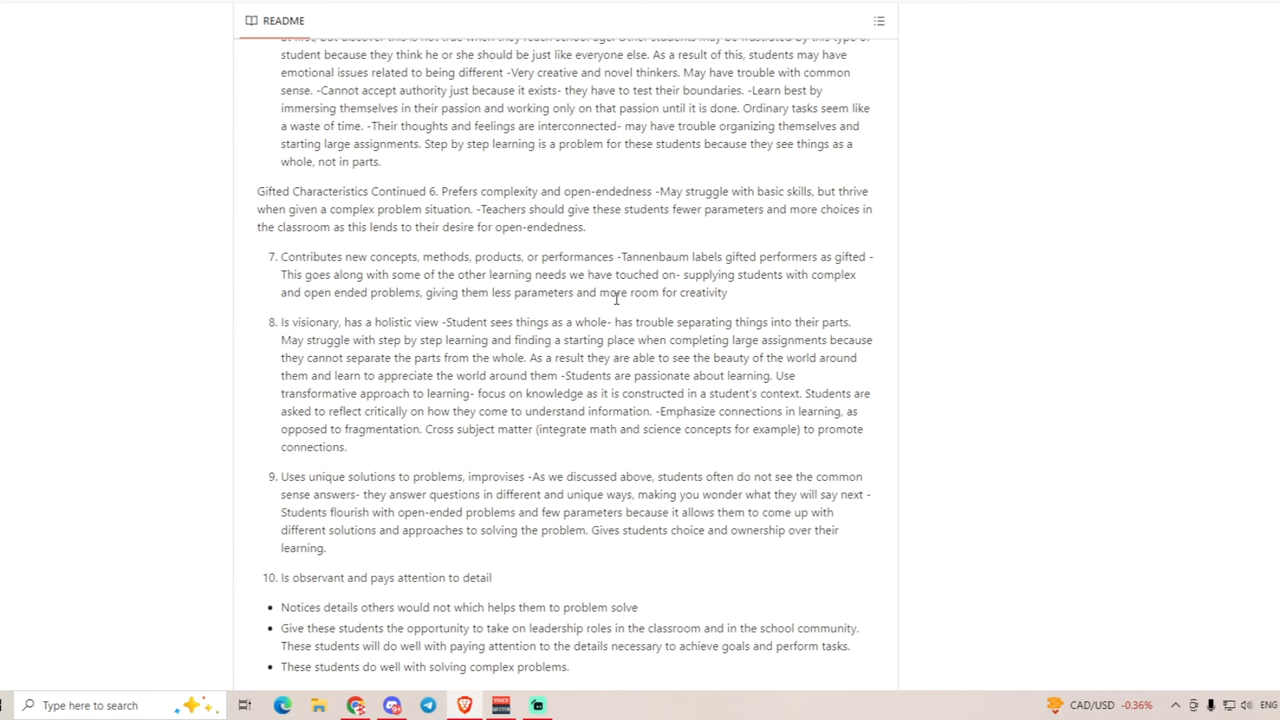 README
at first, but discover this is not true when they reach school age. Other students may be frustrated by this type of
student because they think he or she should be just like everyone else. As a result of this, students may have
emotional issues related to being different -Very creative and novel thinkers. May have trouble with common
sense. -Cannot accept authority just because it exists- they have to test their boundaries. -Learn best by
immersing themselves in their passion and working only on that passion until it is done. Ordinary tasks seem like
a waste of time. -Their thoughts and feelings are interconnected- may have trouble organizing themselves and
starting large assignments. Step by step learning is a problem for these students because they see things as a
whole, not in parts.
Gifted Characteristics Continued 6. Prefers complexity and open-endedness -May struggle with basic skills, but thrive
when given a complex problem situation. -Teachers should give these students fewer parameters and more choices in
the classroom as this lends to their desire for open-endedness.
7. Contributes new concepts, methods, products, or performances -Tannenbaum labels gifted performers as gifted -
This goes along with some of the other learning needs we have touched on- supplying students with complex
and open ended problems, giving them less parameters and more room for creativity
8. Is visionary, has a holistic view -Student sees things as a whole- has trouble separating things into their parts.
May struggle with step by step learning and finding a starting place when completing large assignments because
they cannot separate the parts from the whole. As a result they are able to see the beauty of the world around
them and learn to appreciate the world around them -Students are passionate about learning. Use
transformative approach to learning- focus on knowledge as it is constructed in a student's context. Students are
asked to reflect critically on how they come to understand information. -Emphasize connections in learning, as
opposed to fragmentation. Cross subject matter (integrate math and science concepts for example) to promote
connections.
9. Uses unique solutions to problems, improvises -As we discussed above, students often do not see the common
sense answers- they answer questions in different and unique ways, making you wonder what they will say next -
Students flourish with open-ended problems and few parameters because it allows them to come up with
different solutions and approaches to solving the problem. Gives students choice and ownership over their
learning.
10. Is observant and pays attention to detail
• Notices details others would not which helps them to problem solve
• Give these students the opportunity to take on leadership roles in the classroom and in the school community.
These students will do well with paying attention to the details necessary to achieve goals and perform tasks.
• These students do well with solving complex problems.
Type here to search
CAD/USD -0.36%
ENG